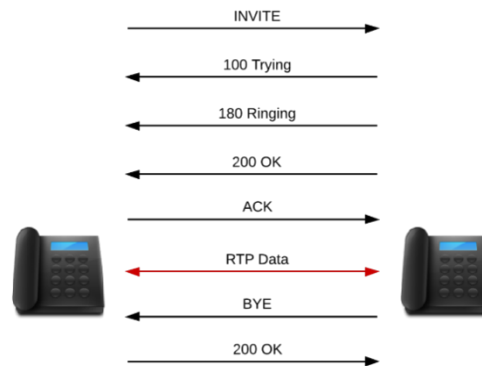 INVITE
100 Trying
180 Ringing
200 OK
ACK
RTP Data
BYE
200 OK